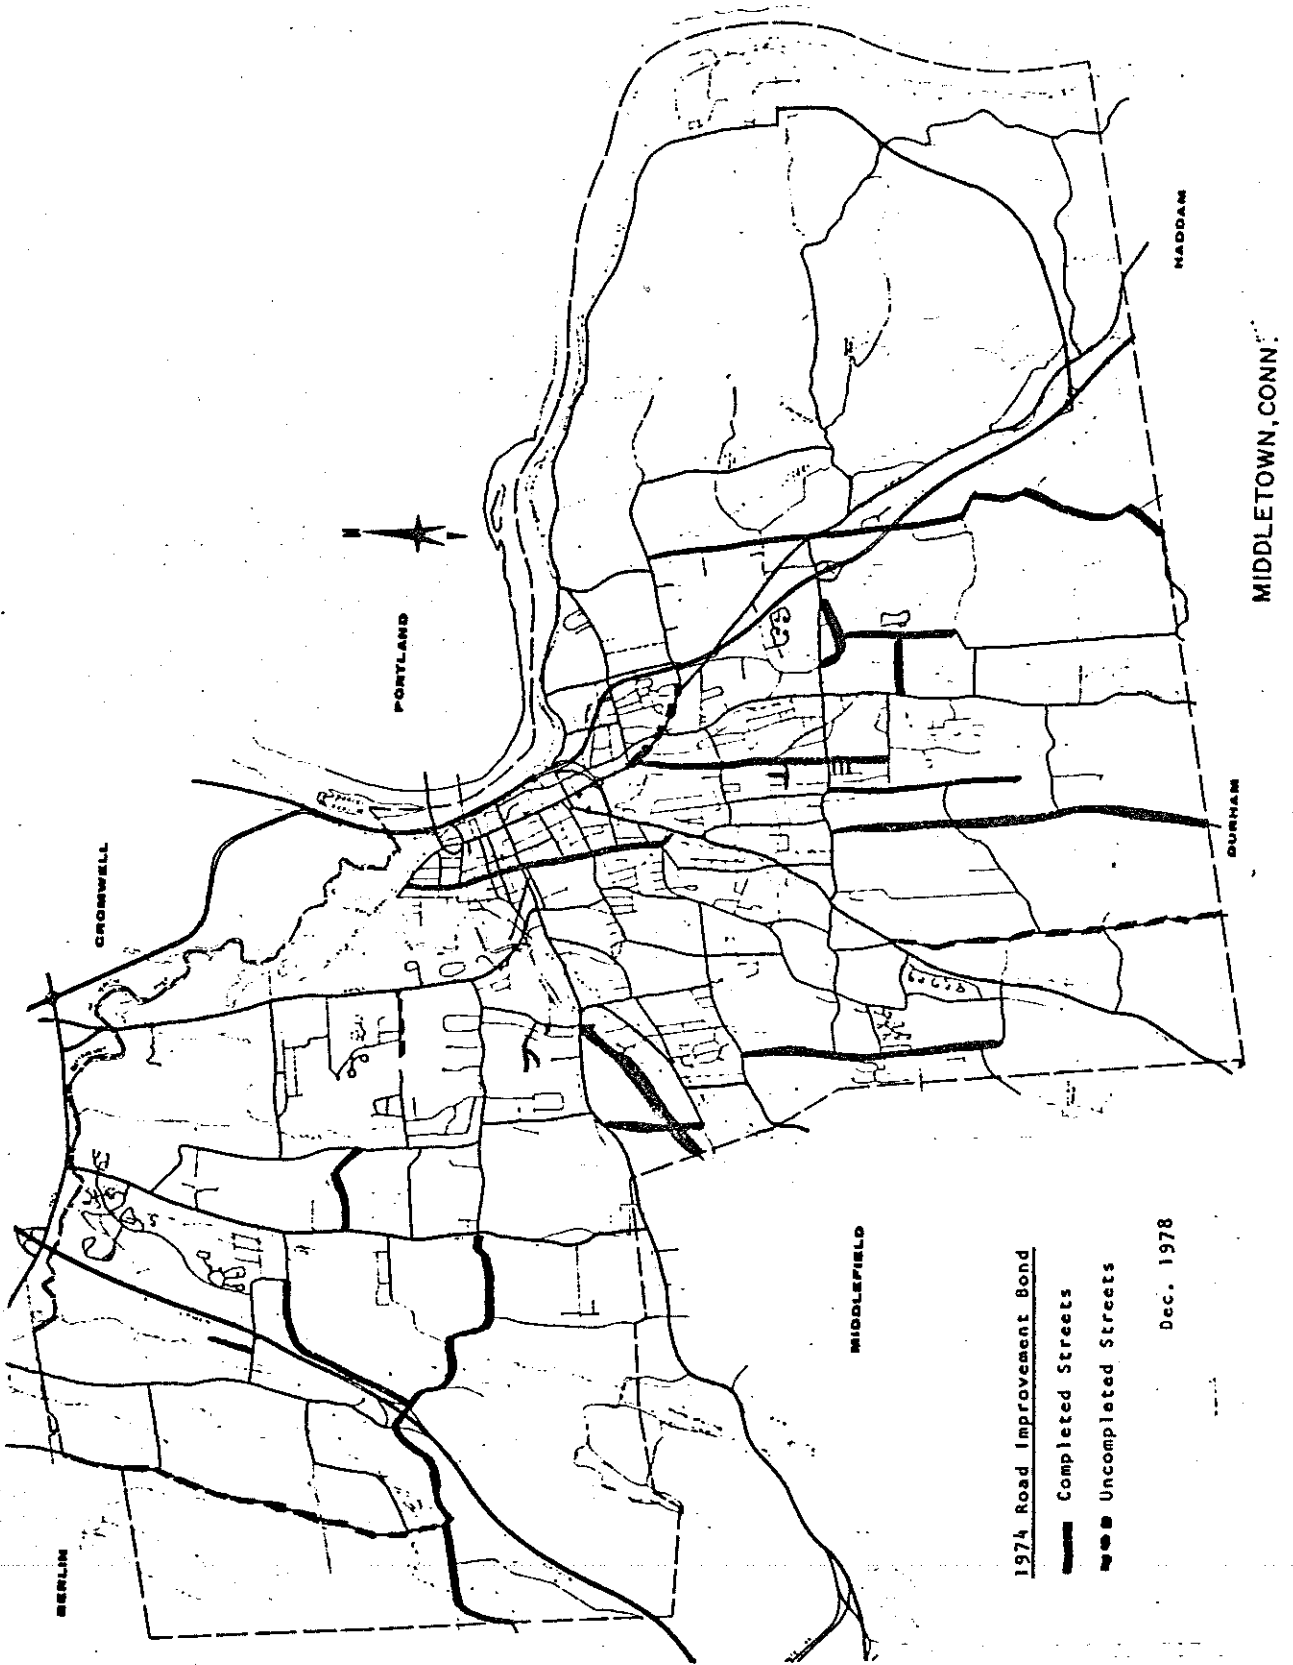 BERLIN
CROMWELL
PORTLAND
N
HADDAM
DURHAM
MIDDLEFIELD
MIDDLETOWN, CONN.
1974 Road Improvement Bond
Completed Streets
Uncompleted Streets
Dec. 1978